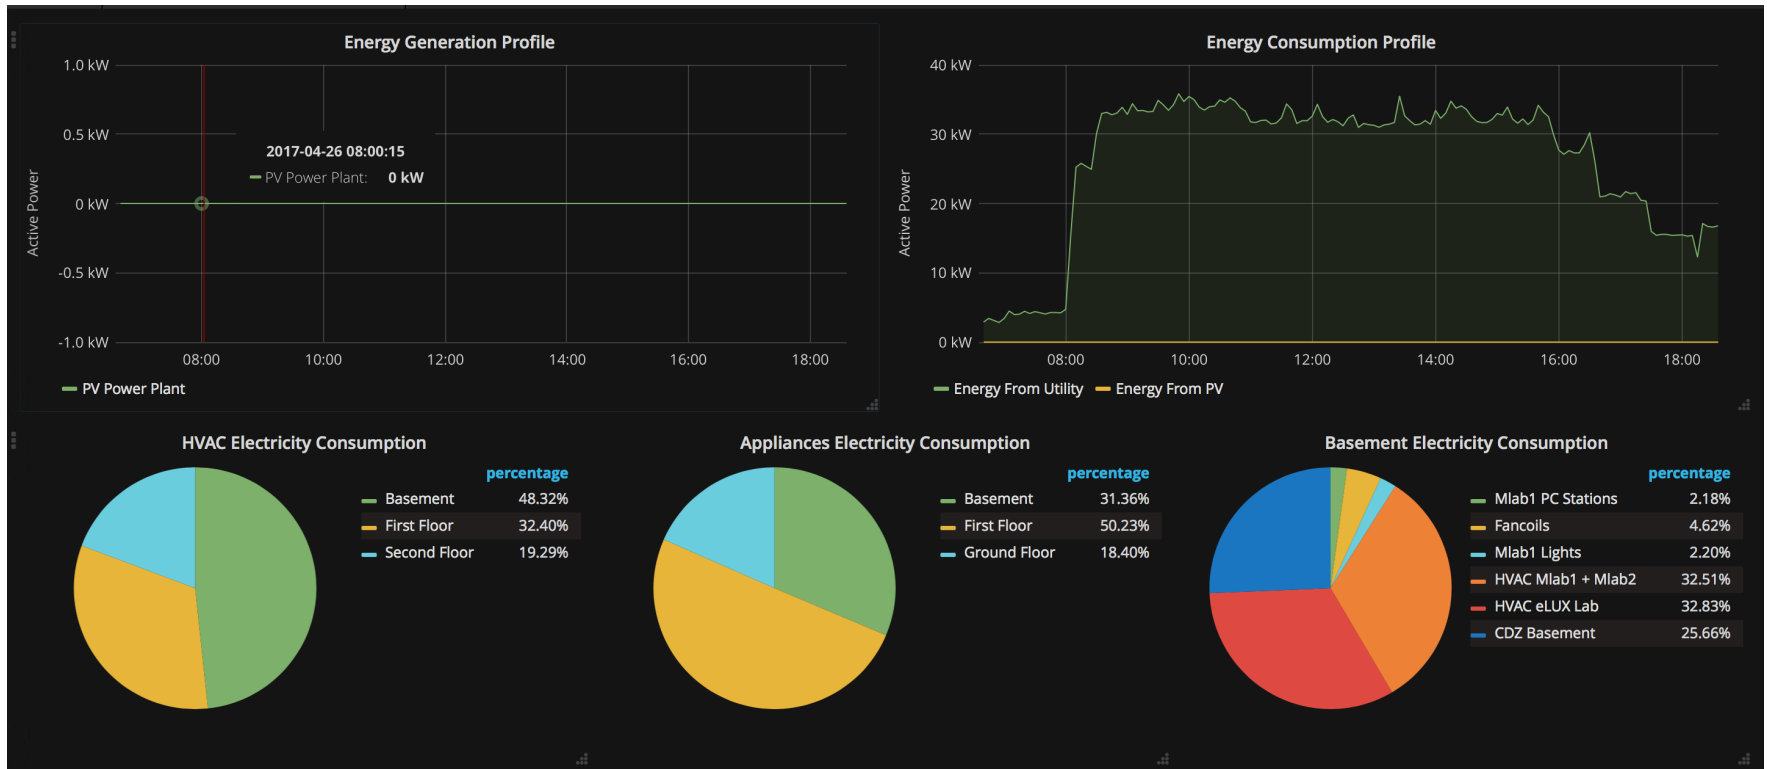 Energy Generation Profile
1.0 kW
0.5 kW
0 kW
-0.5 kW
-1.0 kW
Active Power
2017-04-26 08:00:15
PV Power Plant: 0 kW
08:00 10:00 12:00 14:00 16:00 18:00
PV Power Plant
Energy Consumption Profile
40 kW
30 kW
20 kW
10 kW
0 kW
Active Power
08:00 10:00 12:00 14:00 16:00 18:00
Energy From Utility Energy From PV
HVAC Electricity Consumption
percentage
Basement 48.32%
First Floor 32.40%
Second Floor 19.29%
Appliances Electricity Consumption
percentage
Basement 31.36%
First Floor 50.23%
Ground Floor 18.40%
Basement Electricity Consumption
percentage
Mlab1 PC Stations 2.18%
Fancoils 4.62%
Mlab1 Lights 2.20%
HVAC Mlab1 + Mlab2 32.51%
HVAC eLUX Lab 32.83%
CDZ Basement 25.66%